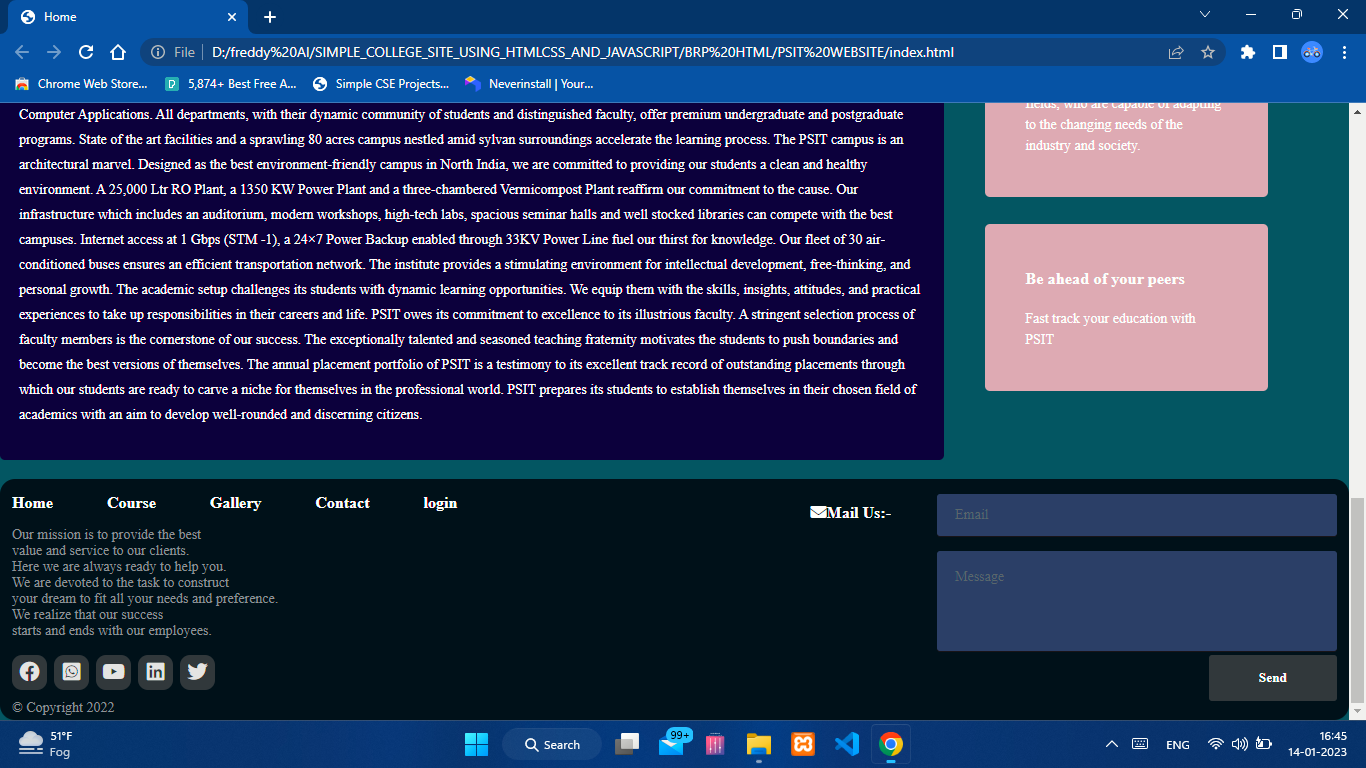 Home
File
D:/freddy%20AI/SIMPLE_COLLEGE_SITE_USING_HTMLCSS_AND_JAVASCRIPT/BRP%20HTML/PSIT%20WEBSITE/index.html
Chrome Web Store...
5,874+ Best Free A...
Simple CSE Projects...
Neverinstall | Your...
Computer Applications. All departments, with their dynamic community of students and distinguished faculty, offer premium undergraduate and postgraduate
programs. State of the art facilities and a sprawling 80 acres campus nestled amid sylvan surroundings accelerate the learning process. The PSIT campus is an
architectural marvel. Designed as the best environment-friendly campus in North India, we are committed to providing our students a clean and healthy
environment. A 25,000 Ltr RO Plant, a 1350 KW Power Plant and a three-chambered Vermicompost Plant reaffirm our commitment to the cause. Our
infrastructure which includes an auditorium, modern workshops, high-tech labs, spacious seminar halls and well stocked libraries can compete with the best
campuses. Internet access at 1 Gbps (STM -1), a 24×7 Power Backup enabled through 33KV Power Line fuel our thirst for knowledge. Our fleet of 30 air-
conditioned buses ensures an efficient transportation network. The institute provides a stimulating environment for intellectual development, free-thinking, and
personal growth. The academic setup challenges its students with dynamic learning opportunities. We equip them with the skills, insights, attitudes, and practical
experiences to take up responsibilities in their careers and life. PSIT owes its commitment to excellence to its illustrious faculty. A stringent selection process of
faculty members is the cornerstone of our success. The exceptionally talented and seasoned teaching fraternity motivates the students to push boundaries and
become the best versions of themselves. The annual placement portfolio of PSIT is a testimony to its excellent track record of outstanding placements through
which our students are ready to carve a niche for themselves in the professional world. PSIT prepares its students to establish themselves in their chosen field of
academics with an aim to develop well-rounded and discerning citizens.
fields, who are capable of adapting
to the changing needs of the
industry and society.
Be ahead of your peers
Fast track your education with
PSIT
Home
Course
Gallery
Contact
login
Our mission is to provide the best
value and service to our clients.
Here we are always ready to help you.
We are devoted to the task to construct
your dream to fit all your needs and preference.
We realize that our success
starts and ends with our employees.
© Copyright 2022
Mail Us:-
Email
Message
Send
51°F
Fog
Search
99+
ENG
16:45
14-01-2023